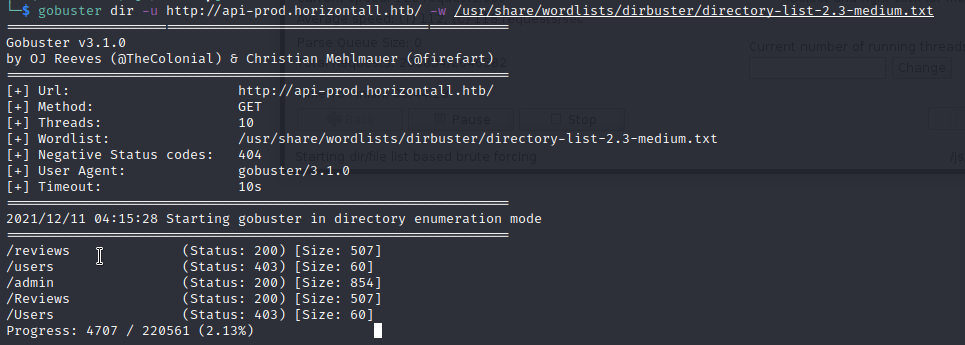 └─$ gobuster dir -u http://api-prod.horizontall.htb/ -w /usr/share/wordlists/dirbuster/directory-list-2.3-medium.txt
Gobuster v3.1.0
by OJ Reeves (@TheColonial) & Christian Mehlmauer (@firefart)
[+] Url: http://api-prod.horizontall.htb/
[+] Method: GET
[+] Threads: 10
[+] Wordlist: /usr/share/wordlists/dirbuster/directory-list-2.3-medium.txt
[+] Negative Status codes: 404
[+] User Agent: gobuster/3.1.0
[+] Timeout: 10s
2021/12/11 04:15:28 Starting gobuster in directory enumeration mode
/reviews (Status: 200) [Size: 507]
/users (Status: 403) [Size: 60]
/admin (Status: 200) [Size: 854]
/Reviews (Status: 200) [Size: 507]
/Users (Status: 403) [Size: 60]
Progress: 4707 / 220561 (2.13%)
Parse Queue Size: 0
Current number of running threads
Change
Pause
Stop
Starting dir/file list based brute forcing